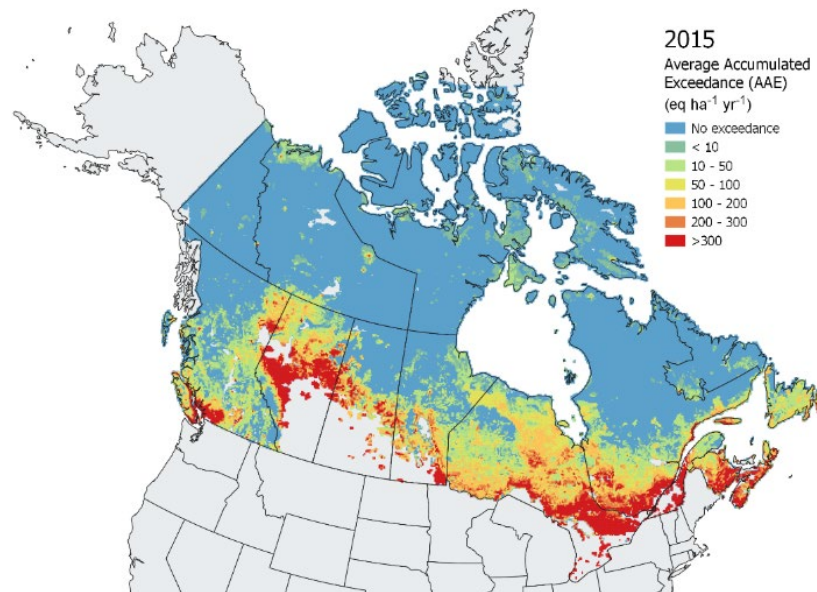 2015
Average Accumulated
Exceedance (AAE)
(eq ha⁻¹ yr⁻¹)
No exceedance
< 10
10 - 50
50 - 100
100 - 200
200 - 300
>300